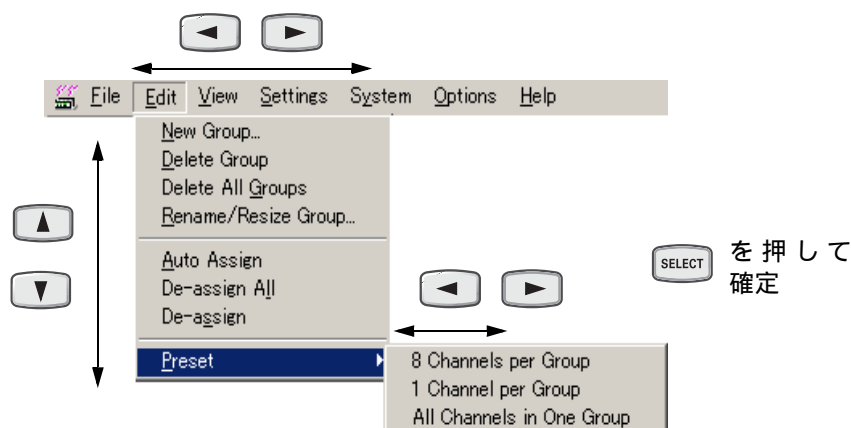 File Edit View Settings System Options Help
New Group...
Delete Group
Delete All Groups
Rename/Resize Group...
Auto Assign
De-assign All
De-assign
Preset
8 Channels per Group
1 Channel per Group
All Channels in One Group
SELECT を押して
確定